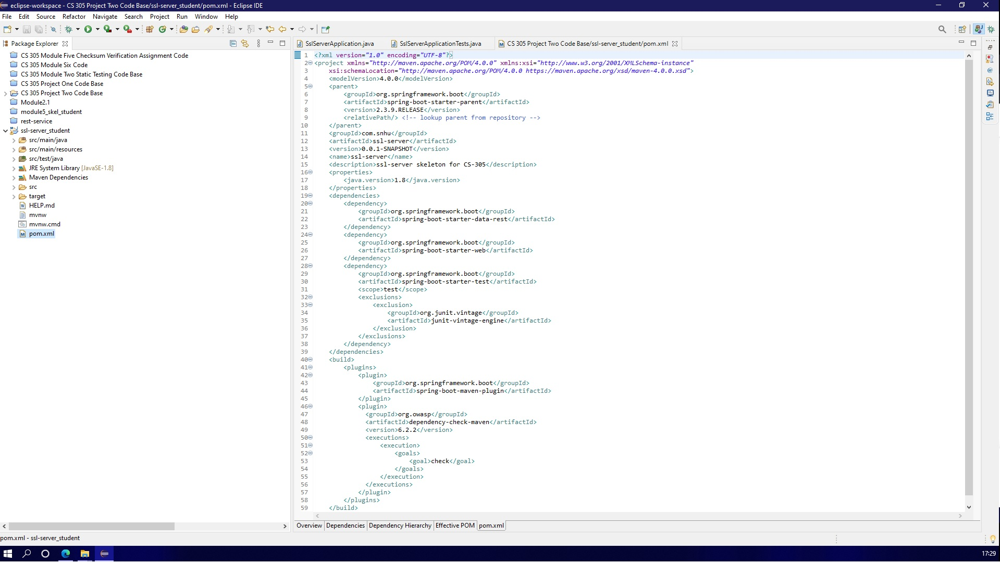 eclipse-workspace - CS 305 Project Two Code Base/ssl-server_student/pom.xml - Eclipse IDE
File Edit Source Refactor Navigate Search Project Run Window Help
Package Explorer
CS 305 Module Five Checksum Verification Assignment Code
CS 305 Module Six Code
CS 305 Module Two Static Testing Code Base
CS 305 Project One Code Base
CS 305 Project Two Code Base
Module2.1
module5_skel_student
rest-service
ssl-server_student
src/main/java
src/main/resources
src/test/java
JRE System Library [JavaSE-1.8]
Maven Dependencies
src
target
HELP.md
mvnw
mvnw.cmd
pom.xml
SslServerApplication.java SslServerApplicationTests.java CS 305 Project Two Code Base/ssl-server_student/pom.xml
1 <?xml version="1.0" encoding="UTF-8"?>
2 <project xmlns="http://maven.apache.org/POM/4.0.0" xmlns:xsi="http://www.w3.org/2001/XMLSchema-instance"
3 xsi:schemaLocation="http://maven.apache.org/POM/4.0.0 https://maven.apache.org/xsd/maven-4.0.0.xsd">
4 <modelVersion>4.0.0</modelVersion>
5 <parent>
6 <groupId>org.springframework.boot</groupId>
7 <artifactId>spring-boot-starter-parent</artifactId>
8 <version>2.3.9.RELEASE</version>
9 <relativePath/> <!-- lookup parent from repository -->
10 </parent>
11 <groupId>com.snhu</groupId>
12 <artifactId>ssl-server</artifactId>
13 <version>0.0.1-SNAPSHOT</version>
14 <name>ssl-server</name>
15 <description>ssl-server skeleton for CS-305</description>
16 <properties>
17 <java.version>1.8</java.version>
18 </properties>
19 <dependencies>
20 <dependency>
21 <groupId>org.springframework.boot</groupId>
22 <artifactId>spring-boot-starter-data-rest</artifactId>
23 </dependency>
24 <dependency>
25 <groupId>org.springframework.boot</groupId>
26 <artifactId>spring-boot-starter-web</artifactId>
27 </dependency>
28 <dependency>
29 <groupId>org.springframework.boot</groupId>
30 <artifactId>spring-boot-starter-test</artifactId>
31 <scope>test</scope>
32 <exclusions>
33 <exclusion>
34 <groupId>org.junit.vintage</groupId>
35 <artifactId>junit-vintage-engine</artifactId>
36 </exclusion>
37 </exclusions>
38 </dependency>
39 </dependencies>
40 <build>
41 <plugins>
42 <plugin>
43 <groupId>org.springframework.boot</groupId>
44 <artifactId>spring-boot-maven-plugin</artifactId>
45 </plugin>
46 <plugin>
47 <groupId>org.owasp</groupId>
48 <artifactId>dependency-check-maven</artifactId>
49 <version>6.2.2</version>
50 <executions>
51 <execution>
52 <goals>
53 <goal>check</goal>
54 </goals>
55 </execution>
56 </executions>
57 </plugin>
58 </plugins>
59 </build>
Overview Dependencies Dependency Hierarchy Effective POM pom.xml
pom.xml - ssl-server_student
17:29